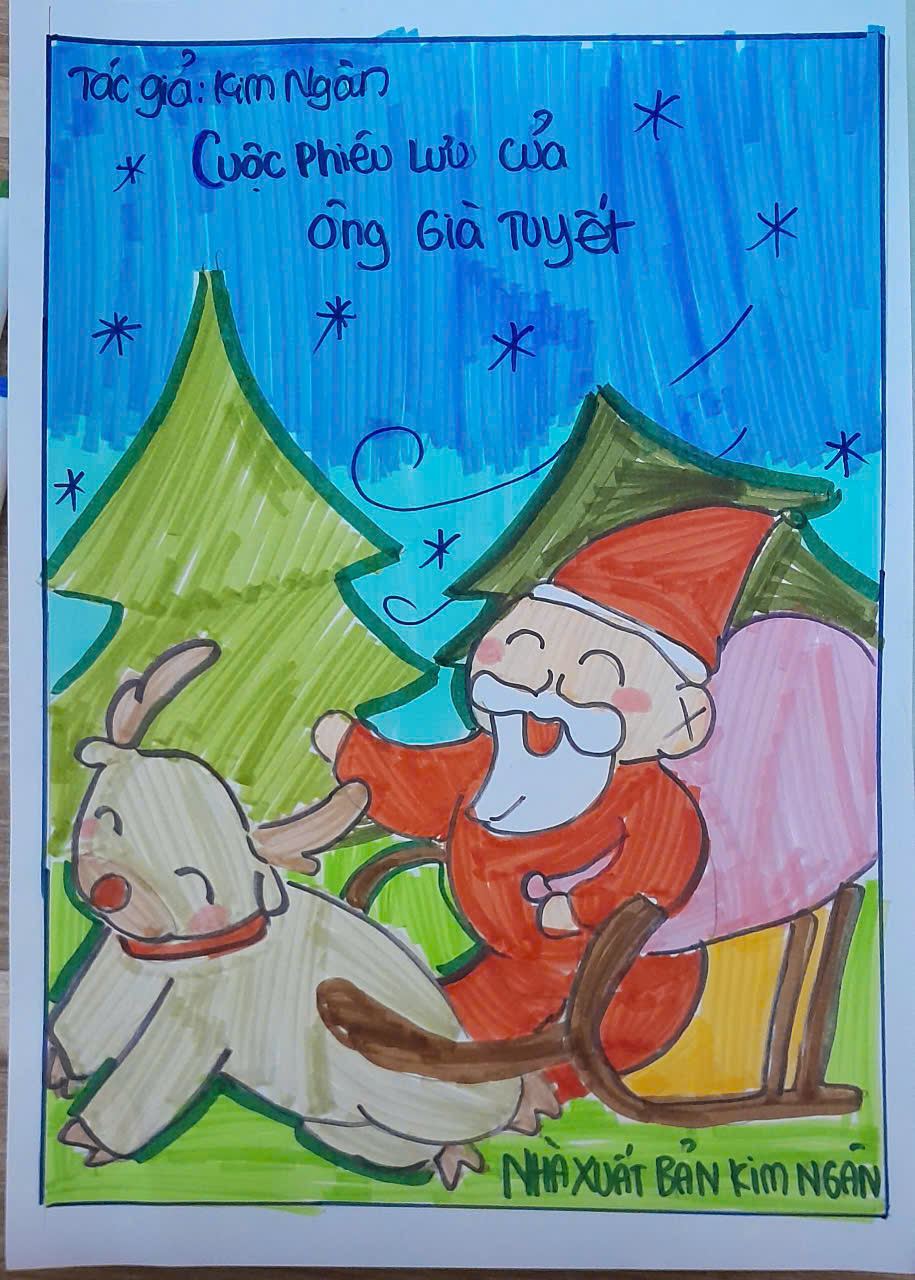 Tác giả: Kim Ngân
Cuộc Phiêu Lưu của
ông Già Tuyết
NHÀ XUẤT BẢN KIM NGÂN